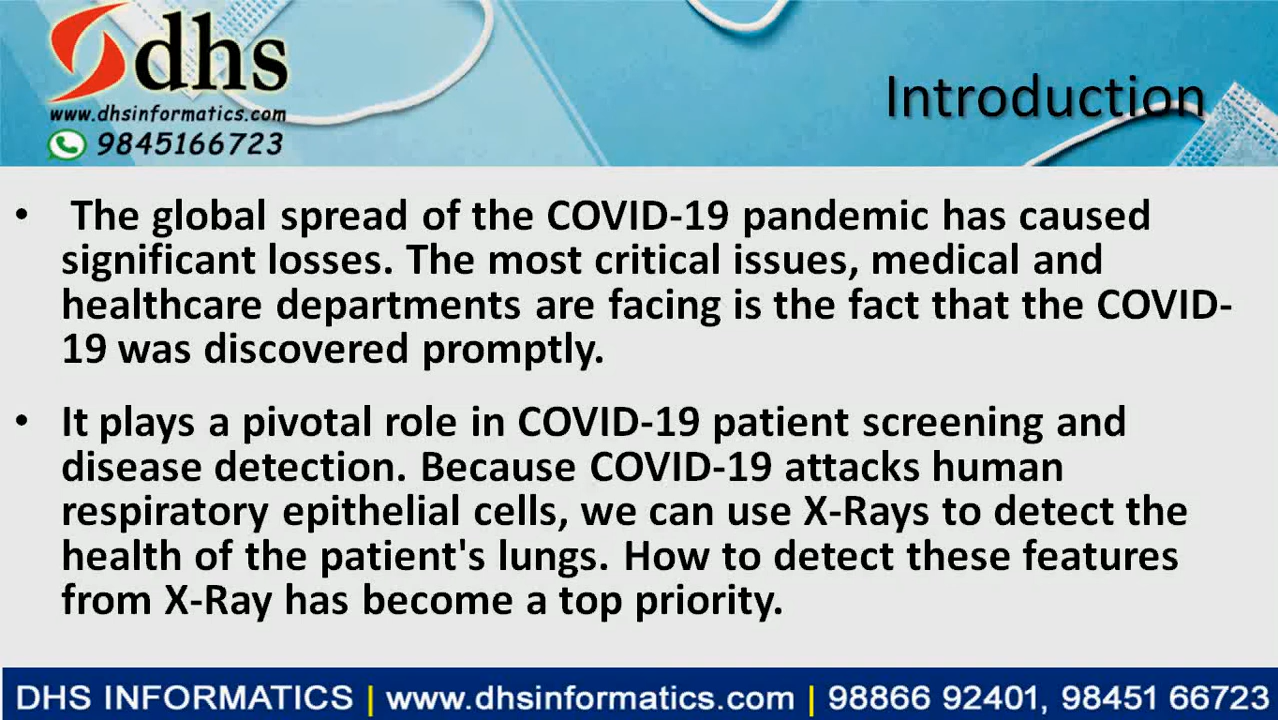 dhs
www.dhsinformatics.com
9845166723
Introduction
• The global spread of the COVID-19 pandemic has caused
significant losses. The most critical issues, medical and
healthcare departments are facing is the fact that the COVID-
19 was discovered promptly.
• It plays a pivotal role in COVID-19 patient screening and
disease detection. Because COVID-19 attacks human
respiratory epithelial cells, we can use X-Rays to detect the
health of the patient's lungs. How to detect these features
from X-Ray has become a top priority.
DHS INFORMATICS | www.dhsinformatics.com | 98866 92401, 98451 66723